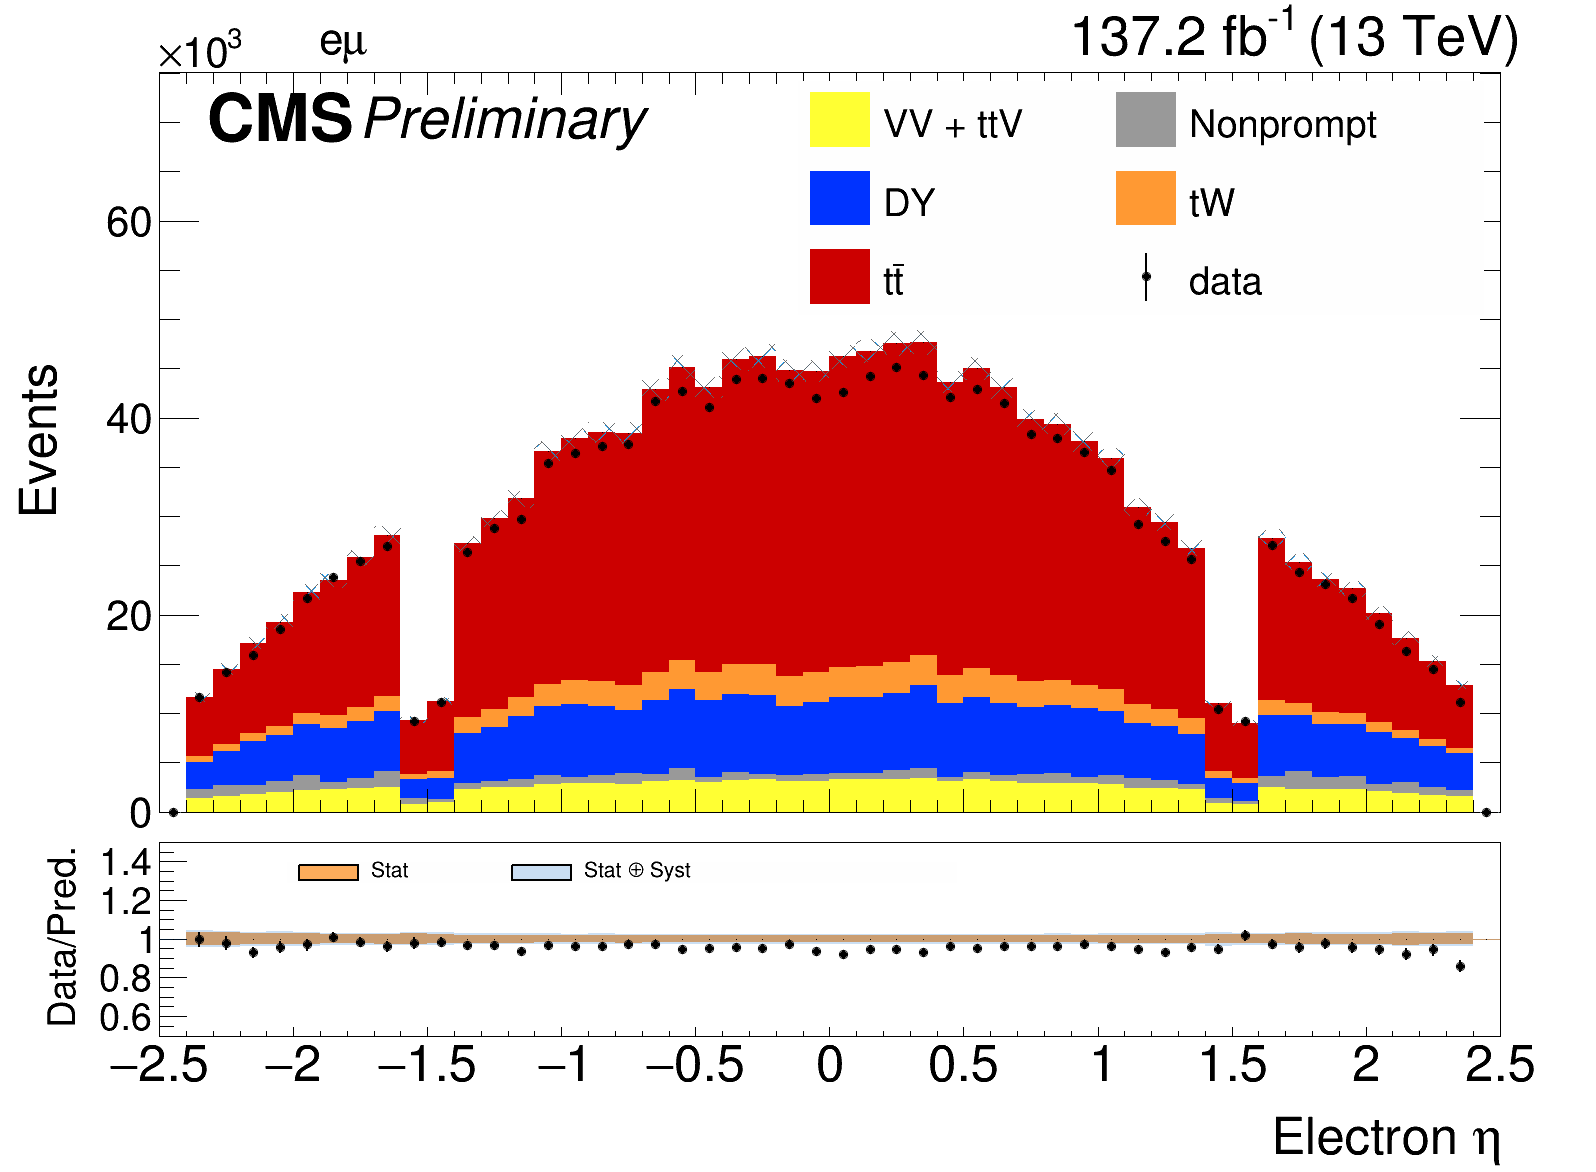 ×10³ eμ 137.2 fb⁻¹ (13 TeV)
CMS Preliminary
VV + ttV Nonprompt
DY tW
tt̄ data
Events
60
40
20
0
Data/Pred.
Stat Stat ⊕ Syst
1.4
1.2
1
0.8
0.6
−2.5 −2 −1.5 −1 −0.5 0 0.5 1 1.5 2 2.5
Electron η